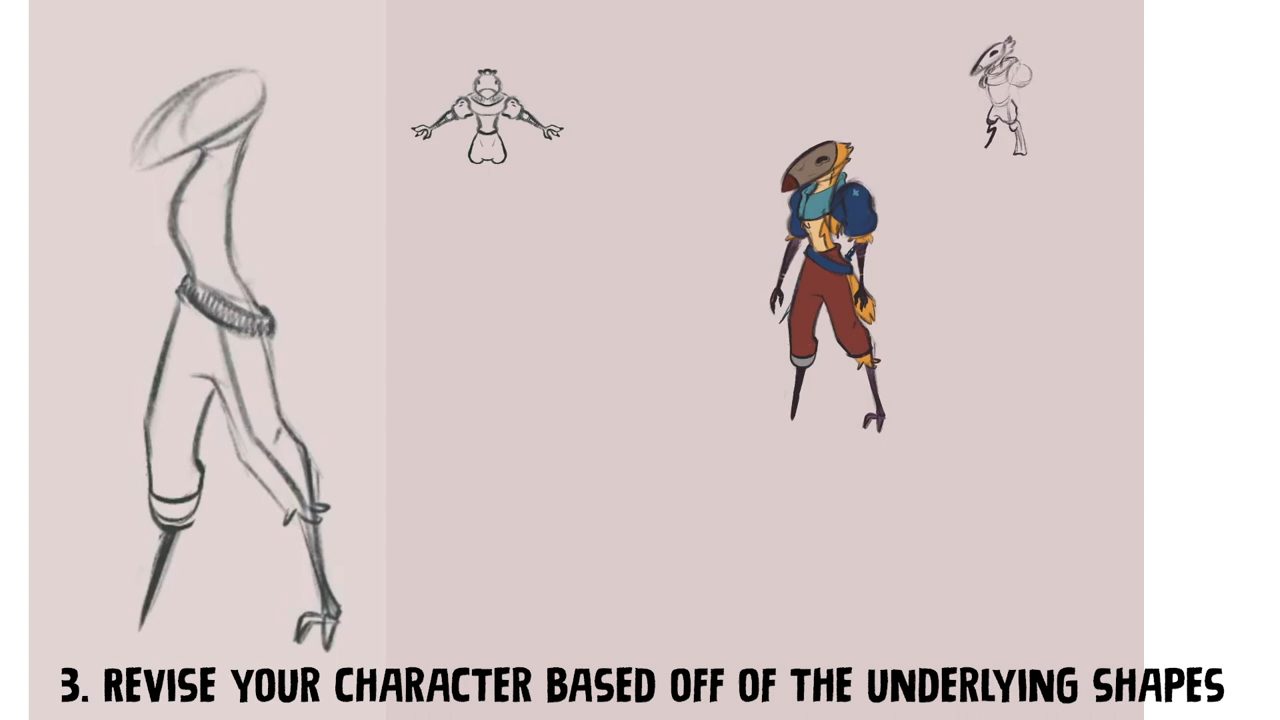 3. REVISE YOUR CHARACTER BASED OFF OF THE UNDERLYING SHAPES